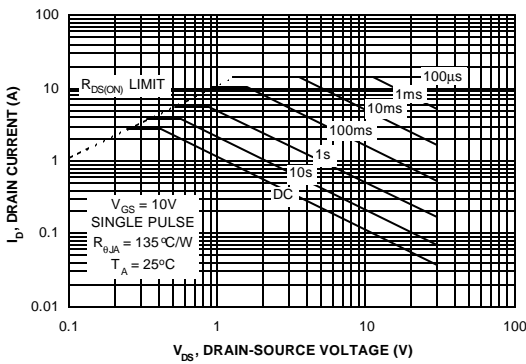 100
10
1
0.1
0.01
I_D, DRAIN CURRENT (A)
R_DS(ON) LIMIT
100µs
1ms
10ms
100ms
1s
10s
DC
V_GS = 10V
SINGLE PULSE
R_θJA = 135°C/W
T_A = 25°C
0.1
1
10
100
V_DS, DRAIN-SOURCE VOLTAGE (V)